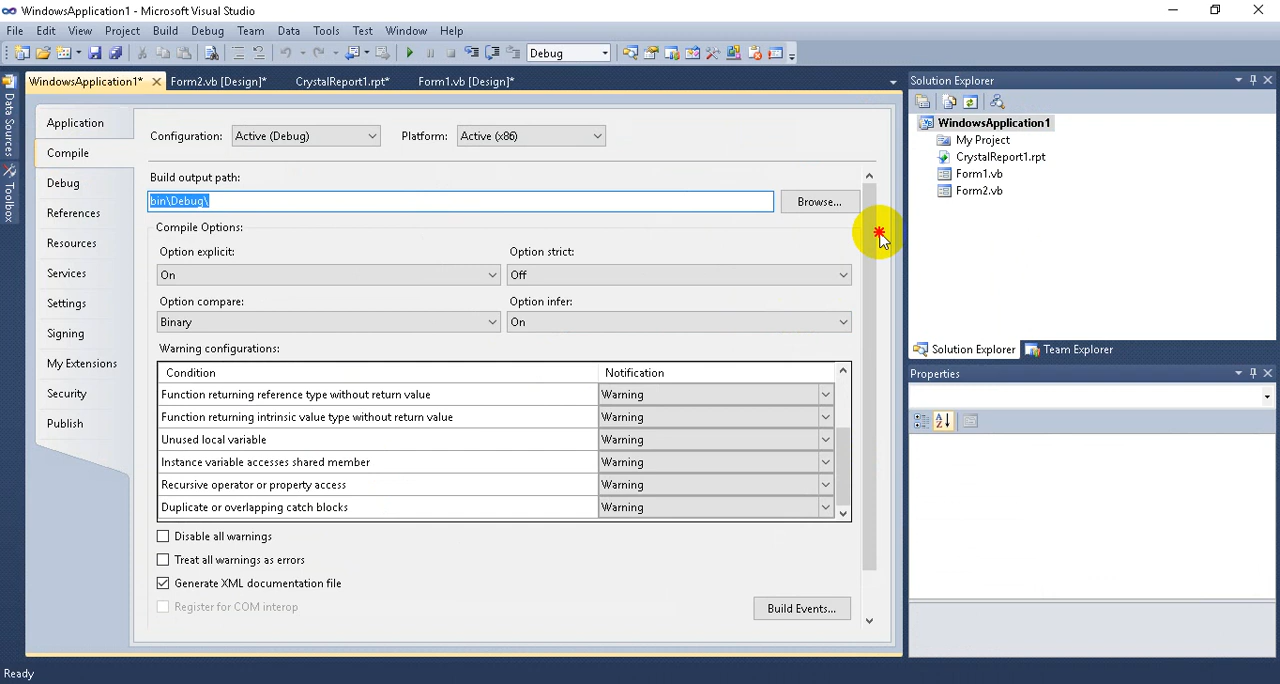 WindowsApplication1 - Microsoft Visual Studio
File Edit View Project Build Debug Team Data Tools Test Window Help
Debug
WindowsApplication1* Form2.vb [Design]* CrystalReport1.rpt* Form1.vb [Design]*
Data Sources
Toolbox
Application
Compile
Debug
References
Resources
Services
Settings
Signing
My Extensions
Security
Publish
Configuration: Active (Debug) Platform: Active (x86)
Build output path:
bin\Debug\ Browse...
Compile Options:
Option explicit: Option strict:
On Off
Option compare: Option infer:
Binary On
Warning configurations:
Condition Notification
Function returning reference type without return value Warning
Function returning intrinsic value type without return value Warning
Unused local variable Warning
Instance variable accesses shared member Warning
Recursive operator or property access Warning
Duplicate or overlapping catch blocks Warning
Disable all warnings
Treat all warnings as errors
Generate XML documentation file
Register for COM interop Build Events...
Solution Explorer
WindowsApplication1
My Project
CrystalReport1.rpt
Form1.vb
Form2.vb
Solution Explorer Team Explorer
Properties
Ready